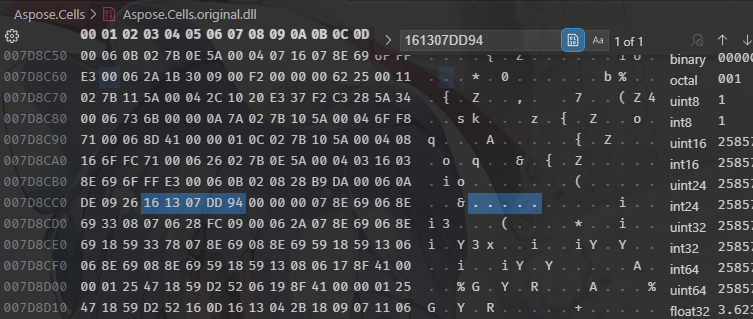 Aspose.Cells > Aspose.Cells.original.dll
00 01 02 03 04 05 06 07 08 09 0A 0B 0C 0D
161307DD94 Aa 1 of 1
007D8C50 00 06 0B 02 7B 0E 5A 00 04 07 16 07 8E 69 6F FF binary 00000
007D8C60 E3 00 06 2A 1B 30 09 00 F2 00 00 00 62 25 00 11 . . . * . 0 . . . . . . b % . . octal 001
007D8C70 02 7B 11 5A 00 04 2C 10 20 E3 37 F2 C3 28 5A 34 . { . Z . . , . . 7 . . ( Z 4 uint8 1
007D8C80 00 06 73 6B 00 00 0A 7A 02 7B 10 5A 00 04 6F F8 . . s k . . . z . { . Z . . o . int8 1
007D8C90 71 00 06 8D 41 00 00 01 0C 02 7B 10 5A 00 04 08 q . . . A . . . . . { . Z . . . uint16 2585
007D8CA0 16 6F FC 71 00 06 26 02 7B 0E 5A 00 04 03 16 03 . o . q . . & . { . Z . . . . . int16 2585
007D8CB0 8E 69 6F FF E3 00 06 0B 02 08 28 B9 DA 00 06 0A . i o . . . . . . . ( . . . . . uint24 2585
007D8CC0 DE 09 26 16 13 07 DD 94 00 00 00 07 8E 69 06 8E . . & . . . . . . . . . . i . . int24 2585
007D8CD0 69 33 08 07 06 28 FC 09 00 06 2A 07 8E 69 08 8E i 3 . . . ( . . . . * . . i . . uint32 2585
007D8CE0 69 18 59 33 78 07 8E 69 08 8E 69 59 18 59 13 06 i . Y 3 x . . i . . i Y . Y . . int32 2585
007D8CF0 06 8E 69 08 8E 69 59 18 59 13 08 06 17 8F 41 00 . . i . . i Y . Y . . . . . A . int64 2585
007D8D00 00 01 25 47 18 59 D2 52 06 19 8F 41 00 00 01 25 . . % G . Y . R . . . A . . . % uint64 2585
007D8D10 47 18 59 D2 52 16 0D 16 13 04 2B 18 09 07 11 06 G . Y . R . . . . . + . . . . . float32 3.62